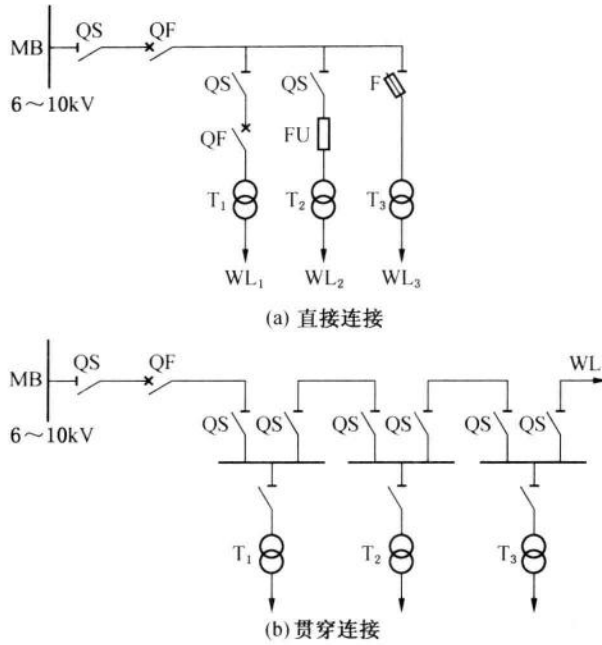 MB
QS
QF
6～10kV
QS
QS
F
QF
FU
T₁
T₂
T₃
WL₁
WL₂
WL₃
(a) 直接连接
MB
QS
QF
WL
6～10kV
QS
QS
QS
QS
QS
QS
T₁
T₂
T₃
(b)贯穿连接